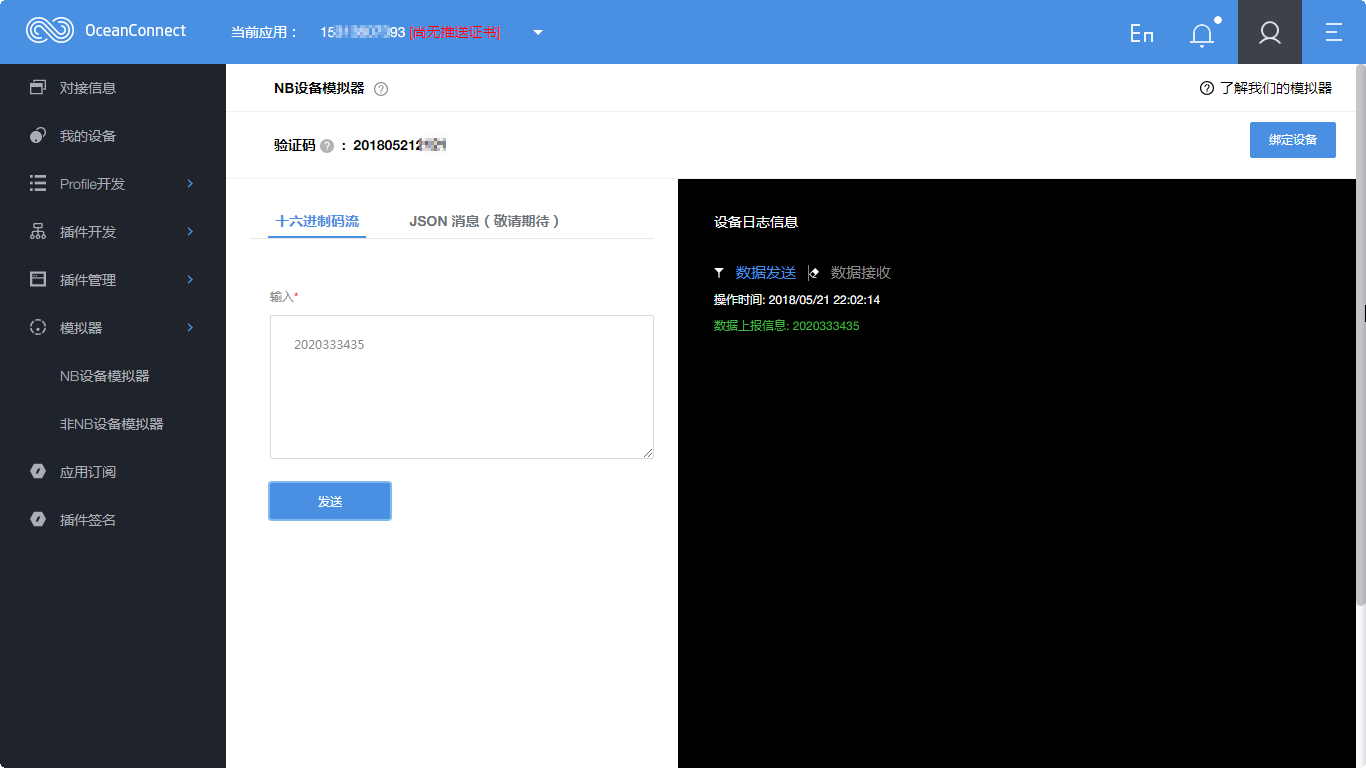 OceanConnect
当前应用：
[尚无推送证书]
En
对接信息
我的设备
Profile开发
插件开发
插件管理
模拟器
NB设备模拟器
非NB设备模拟器
应用订阅
插件签名
NB设备模拟器 ?
? 了解我们的模拟器
验证码 ? ：
绑定设备
十六进制码流
JSON 消息 ( 敬请期待 )
输入*
2020333435
发送
设备日志信息
数据发送
数据接收
操作时间: 2018/05/21 22:02:14
数据上报信息: 2020333435